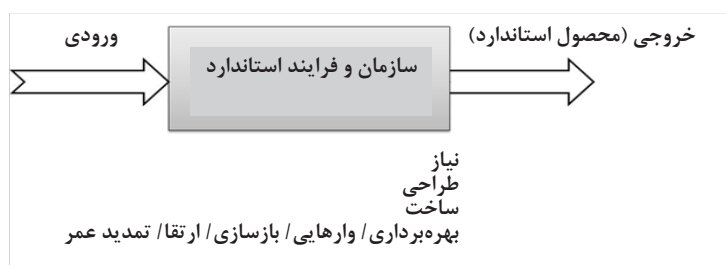 ورودی
سازمان و فرایند استاندارد
خروجی (محصول استاندارد)
نیاز
طراحی
ساخت
بهره‌برداری/ وارهایی/ بازسازی/ ارتقا/ تمدید عمر